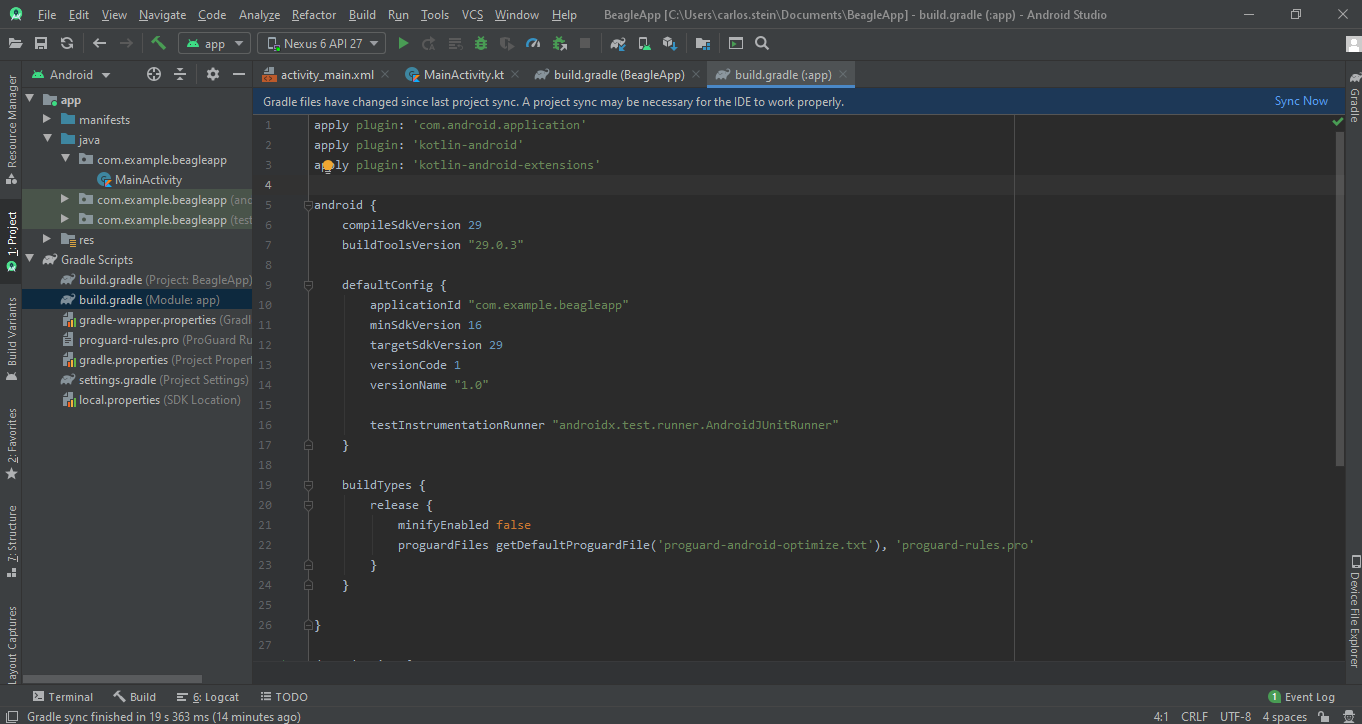 File Edit View Navigate Code Analyze Refactor Build Run Tools VCS Window Help BeagleApp [C:\Users\carlos.stein\Documents\BeagleApp] - build.gradle (:app) - Android Studio
app Nexus 6 API 27
Android activity_main.xml MainActivity.kt build.gradle (BeagleApp) build.gradle (:app)
Gradle files have changed since last project sync. A project sync may be necessary for the IDE to work properly. Sync Now
Resource Manager
1: Project
Build Variants
2: Favorites
7: Structure
Layout Captures
app
manifests
java
com.example.beagleapp
MainActivity
com.example.beagleapp (and
com.example.beagleapp (test
res
Gradle Scripts
build.gradle (Project: BeagleApp)
build.gradle (Module: app)
gradle-wrapper.properties (Gradl
proguard-rules.pro (ProGuard Ru
gradle.properties (Project Propert
settings.gradle (Project Settings)
local.properties (SDK Location)
1 apply plugin: 'com.android.application'
2 apply plugin: 'kotlin-android'
3 apply plugin: 'kotlin-android-extensions'
4
5 android {
6 compileSdkVersion 29
7 buildToolsVersion "29.0.3"
8
9 defaultConfig {
10 applicationId "com.example.beagleapp"
11 minSdkVersion 16
12 targetSdkVersion 29
13 versionCode 1
14 versionName "1.0"
15
16 testInstrumentationRunner "androidx.test.runner.AndroidJUnitRunner"
17 }
18
19 buildTypes {
20 release {
21 minifyEnabled false
22 proguardFiles getDefaultProguardFile('proguard-android-optimize.txt'), 'proguard-rules.pro'
23 }
24 }
25
26 }
27
Gradle
Device File Explorer
Terminal Build 6: Logcat TODO 1 Event Log
Gradle sync finished in 19 s 363 ms (14 minutes ago) 4:1 CRLF UTF-8 4 spaces